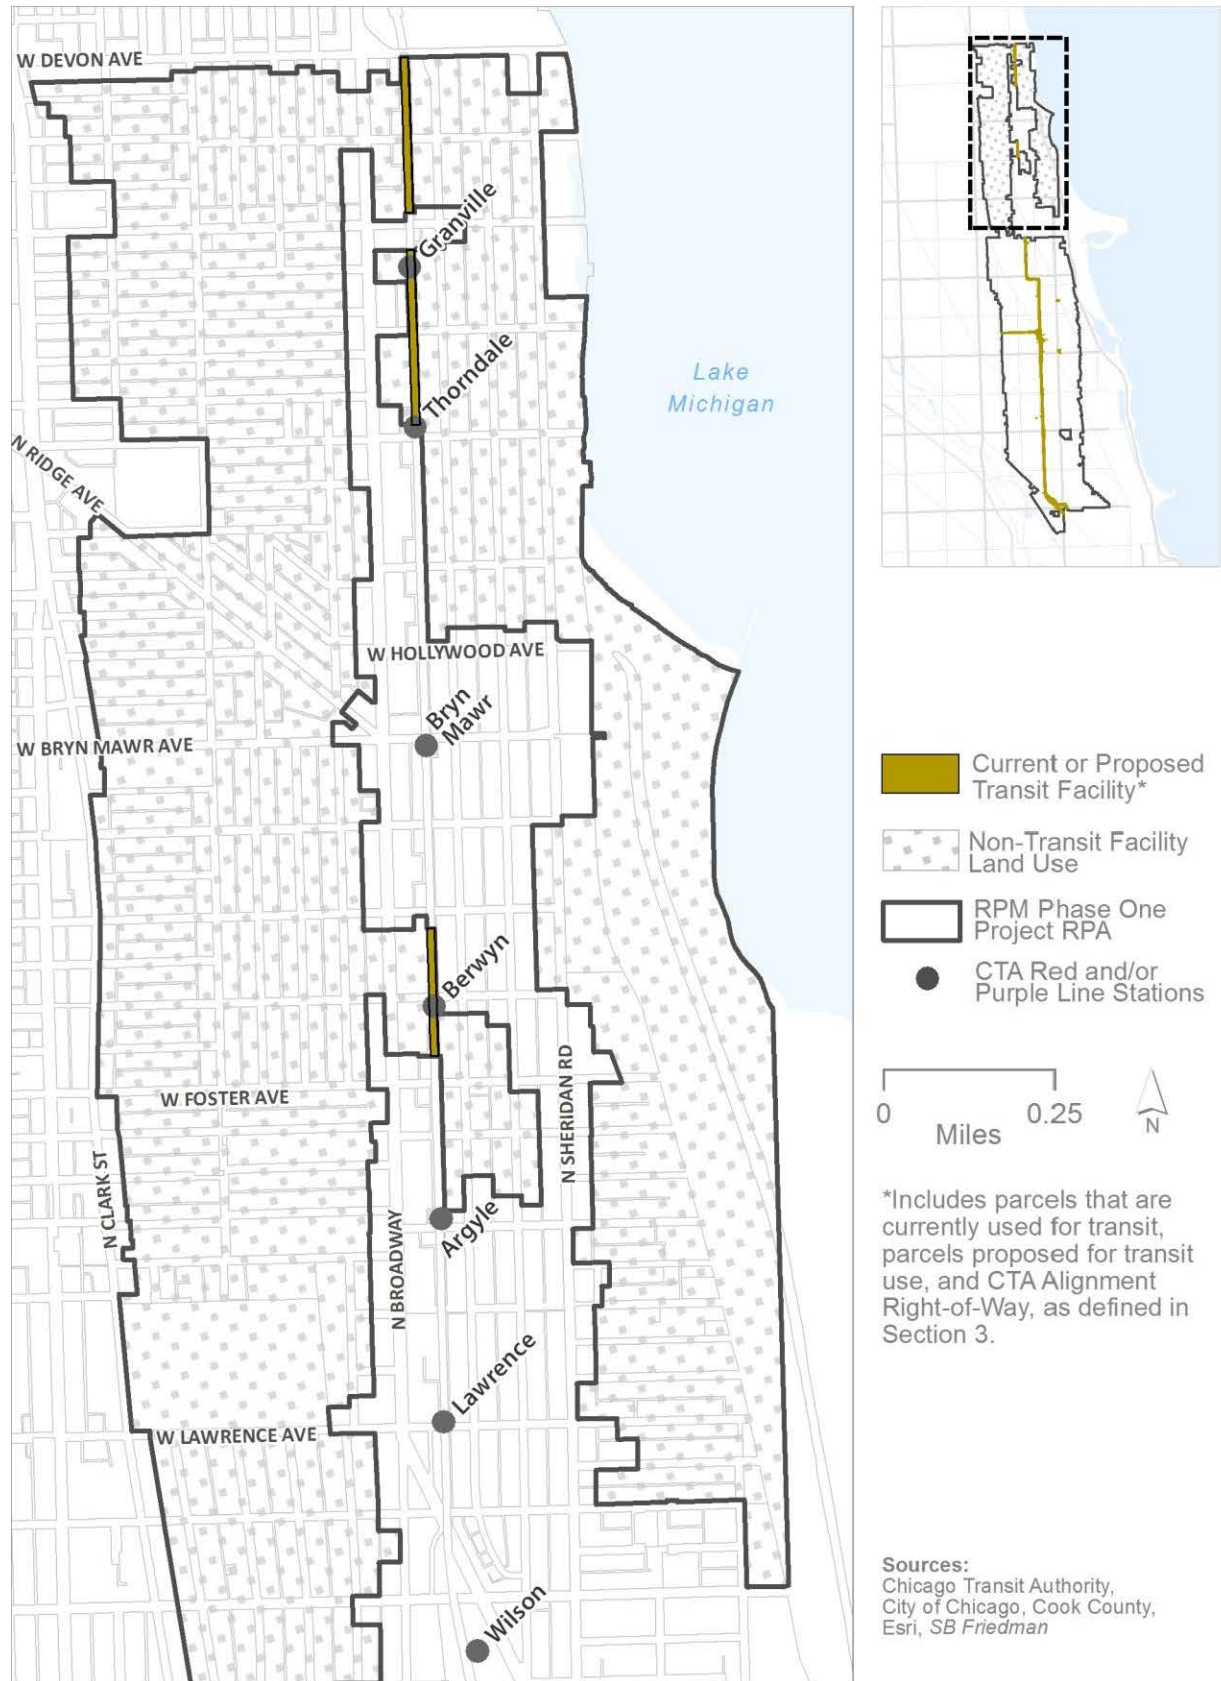 W DEVON AVE
Granville
Thorndale
Lake
Michigan
N RIDGE AVE
W HOLLYWOOD AVE
Bryn
Mawr
W BRYN MAWR AVE
Berwyn
N SHERIDAN RD
W FOSTER AVE
N CLARK ST
Argyle
N BROADWAY
Lawrence
W LAWRENCE AVE
Wilson
Current or Proposed
Transit Facility*
Non-Transit Facility
Land Use
RPM Phase One
Project RPA
CTA Red and/or
Purple Line Stations
0 0.25
Miles
N
*Includes parcels that are
currently used for transit,
parcels proposed for transit
use, and CTA Alignment
Right-of-Way, as defined in
Section 3.
Sources:
Chicago Transit Authority,
City of Chicago, Cook County,
Esri, SB Friedman